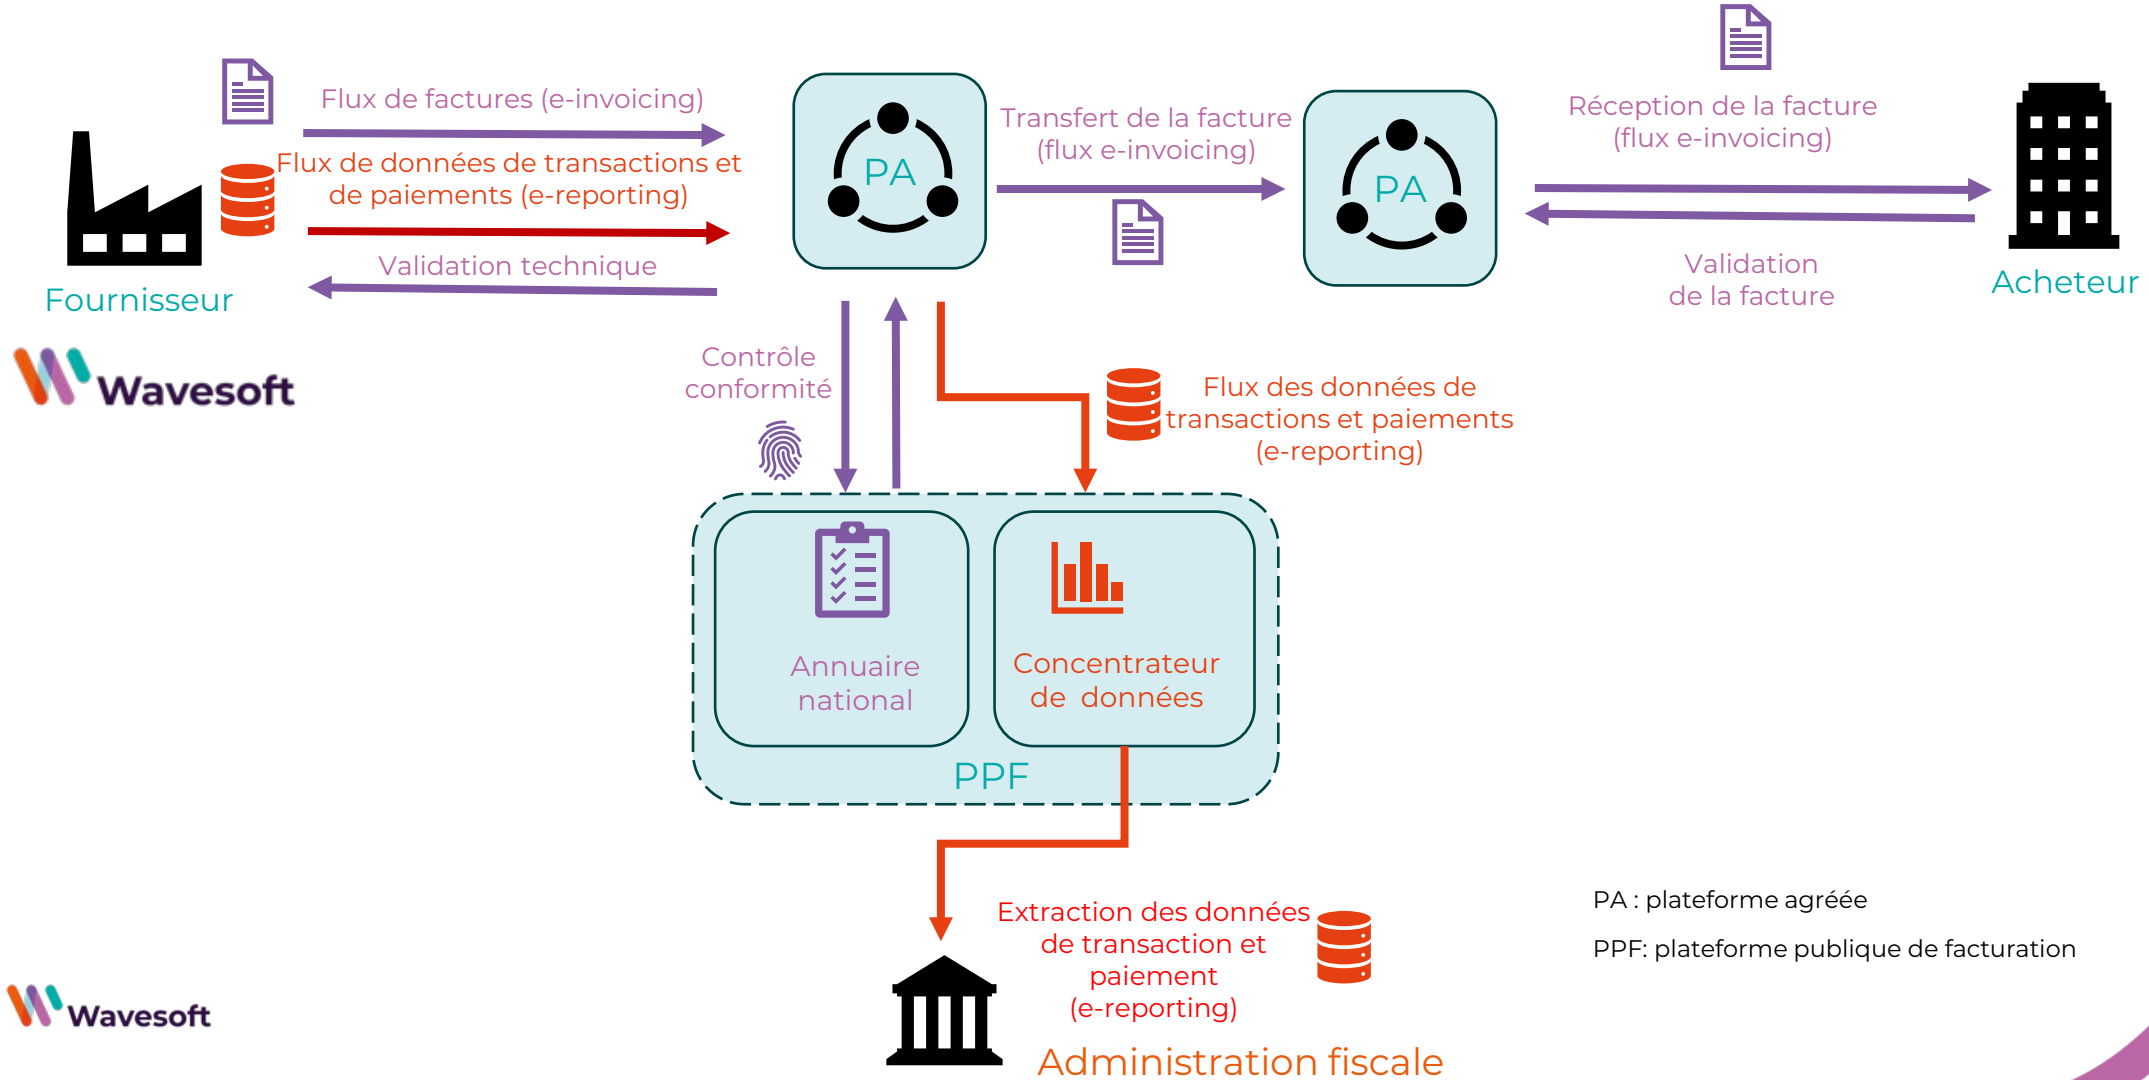 Flux de factures (e-invoicing)
Flux de données de transactions et
de paiements (e-reporting)
Validation technique
Fournisseur
Wavesoft
PA
Transfert de la facture
(flux e-invoicing)
PA
Réception de la facture
(flux e-invoicing)
Validation
de la facture
Acheteur
Contrôle
conformité
Flux des données de
transactions et paiements
(e-reporting)
Annuaire
national
Concentrateur
de données
PPF
Extraction des données
de transaction et
paiement
(e-reporting)
Administration fiscale
PA : plateforme agréée
PPF: plateforme publique de facturation
Wavesoft